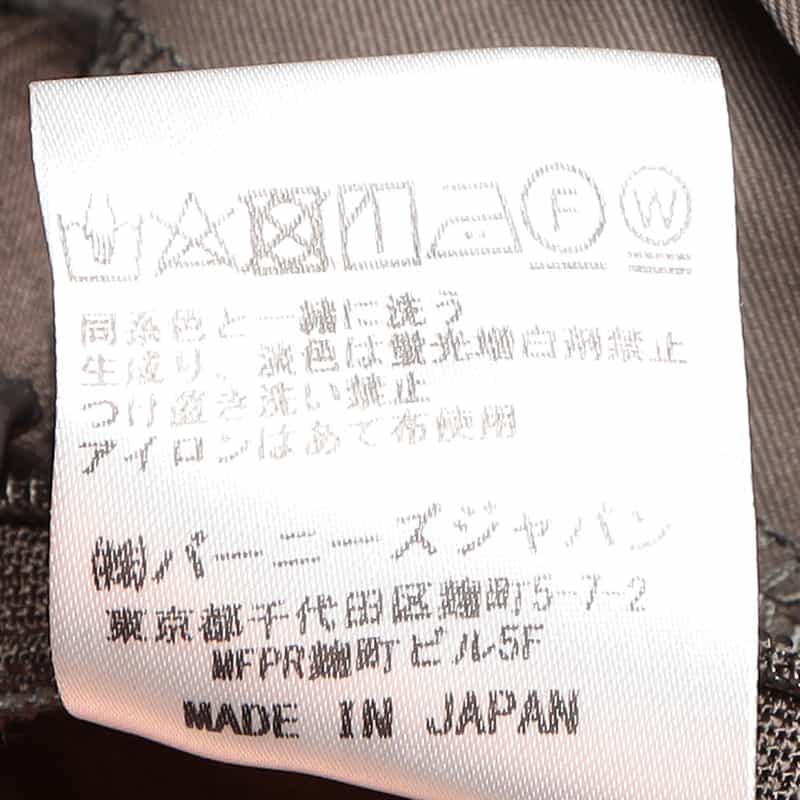 F W
同系色と一緒に洗う
生成り、淡色は蛍光増白剤禁止
つけ置き洗い禁止
アイロンはあて布使用
(株)バーニーズジャパン
東京都千代田区麹町5-7-2
MFPR麹町ビル5F
MADE IN JAPAN